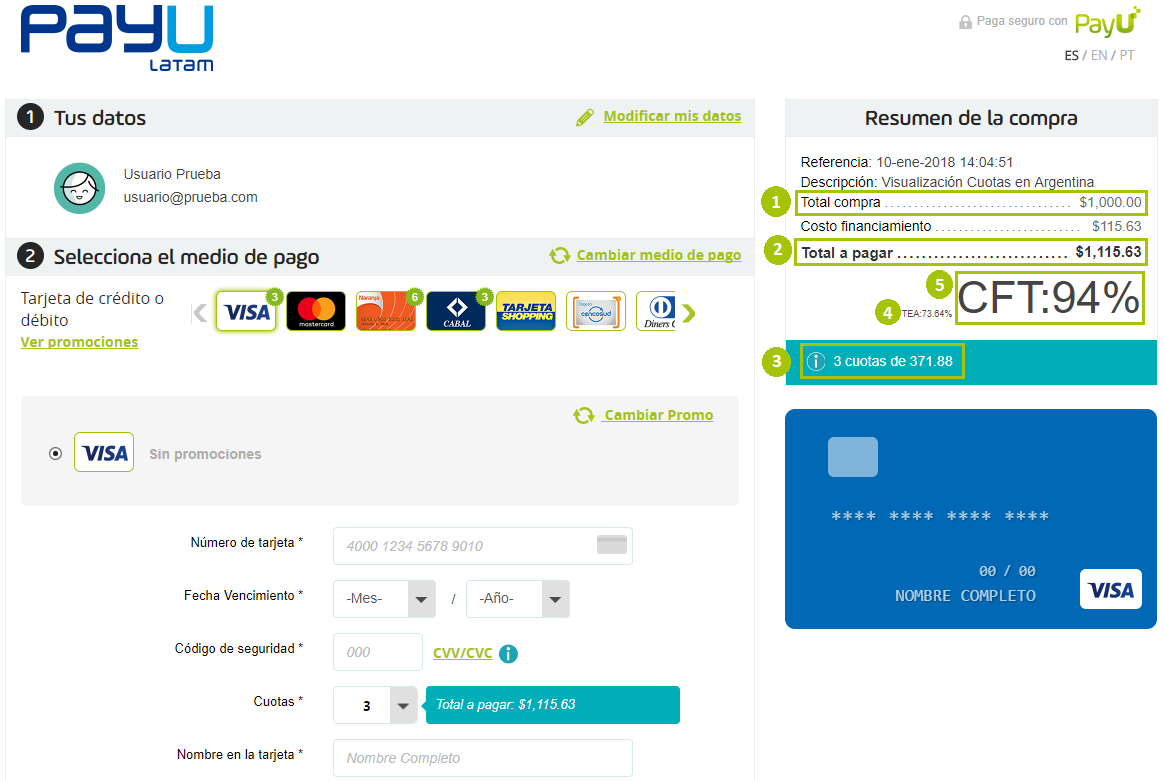 PayU
LATAM
Paga seguro con PayU
ES / EN / PT
1 Tus datos
Modificar mis datos
Usuario Prueba
usuario@prueba.com
2 Selecciona el medio de pago
Cambiar medio de pago
Tarjeta de crédito o
débito
Ver promociones
VISA 3
mastercard
Naranja 6
CABAL 3
TARJETA
SHOPPING
cencosud
Diners C
Cambiar Promo
VISA Sin promociones
Número de tarjeta * 4000 1234 5678 9010
Fecha Vencimiento * -Mes- / -Año-
Código de seguridad * 000 CVV/CVC i
Cuotas * 3 Total a pagar: $1,115.63
Nombre en la tarjeta * Nombre Completo
Resumen de la compra
Referencia: 10-ene-2018 14:04:51
Descripción: Visualización Cuotas en Argentina
1 Total compra ............................... $1,000.00
Costo financiamiento ......................... $115.63
2 Total a pagar ........................... $1,115.63
5 CFT:94%
4 TEA:73.64%
3 i 3 cuotas de 371.88
**** **** **** ****
00 / 00
NOMBRE COMPLETO
VISA